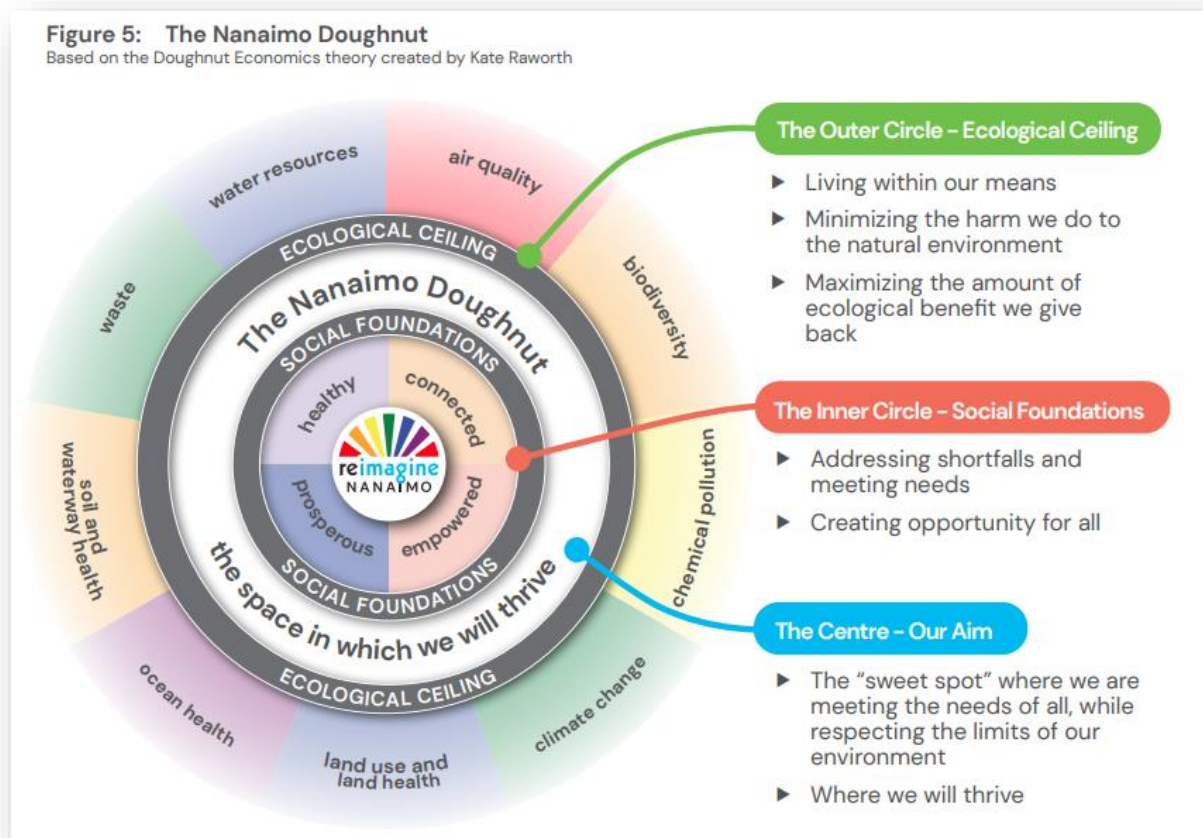 Figure 5: The Nanaimo Doughnut
Based on the Doughnut Economics theory created by Kate Raworth
water resources
air quality
biodiversity
chemical pollution
climate change
land use and
land health
ocean health
soil and
waterway health
waste
ECOLOGICAL CEILING
The Nanaimo Doughnut
SOCIAL FOUNDATIONS
healthy
connected
reimagine
NANAIMO
prosperous
empowered
SOCIAL FOUNDATIONS
the space in which we will thrive
ECOLOGICAL CEILING
The Outer Circle – Ecological Ceiling
► Living within our means
► Minimizing the harm we do to
the natural environment
► Maximizing the amount of
ecological benefit we give
back
The Inner Circle – Social Foundations
► Addressing shortfalls and
meeting needs
► Creating opportunity for all
The Centre – Our Aim
► The “sweet spot” where we are
meeting the needs of all, while
respecting the limits of our
environment
► Where we will thrive